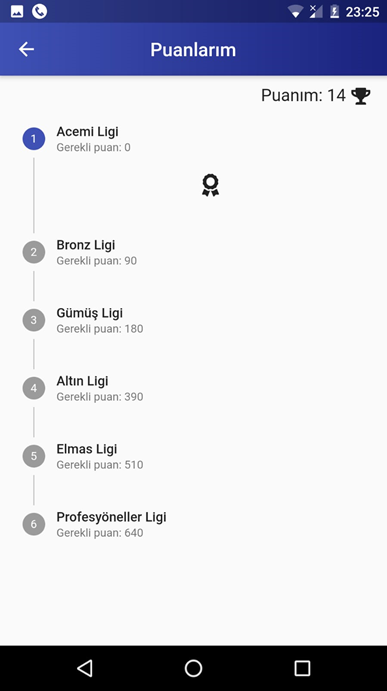 23:25
Puanlarım
Puanım: 14
1
Acemi Ligi
Gerekli puan: 0
2
Bronz Ligi
Gerekli puan: 90
3
Gümüş Ligi
Gerekli puan: 180
4
Altın Ligi
Gerekli puan: 390
5
Elmas Ligi
Gerekli puan: 510
6
Profesyöneller Ligi
Gerekli puan: 640